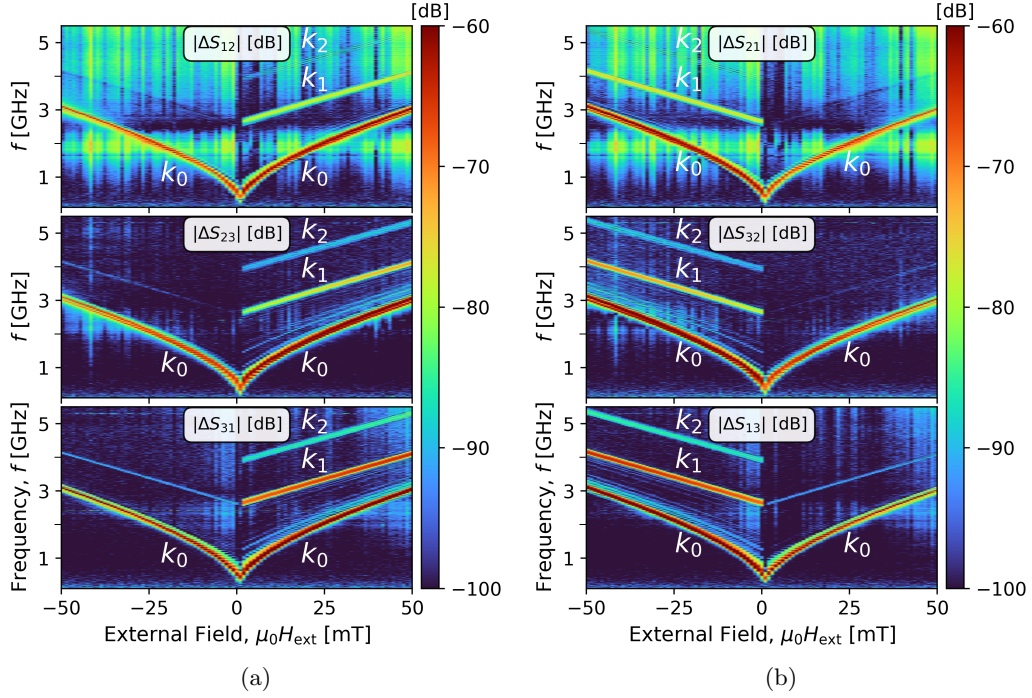 [dB]
−60
−70
−80
−90
−100
|ΔS₁₂| [dB]
k₂
k₁
k₀
k₀
f [GHz]
5
3
1
|ΔS₂₃| [dB]
k₂
k₁
k₀
k₀
f [GHz]
5
3
1
|ΔS₃₁| [dB]
k₂
k₁
k₀
k₀
Frequency, f [GHz]
5
3
1
−50 −25 0 25 50
External Field, μ₀H_ext [mT]
(a)
[dB]
−60
−70
−80
−90
−100
k₂
|ΔS₂₁| [dB]
k₁
k₀
k₀
f [GHz]
5
3
1
k₂
|ΔS₃₂| [dB]
k₁
k₀
k₀
f [GHz]
5
3
1
k₂
|ΔS₁₃| [dB]
k₁
k₀
k₀
Frequency, f [GHz]
5
3
1
−50 −25 0 25 50
External Field, μ₀H_ext [mT]
(b)